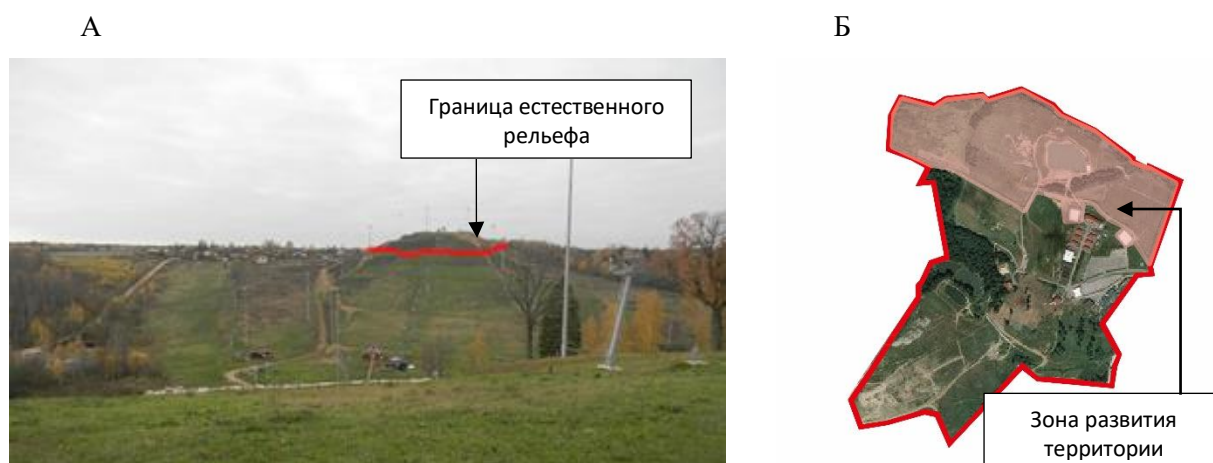 А
Б
Граница естественного
рельефа
Зона развития
территории